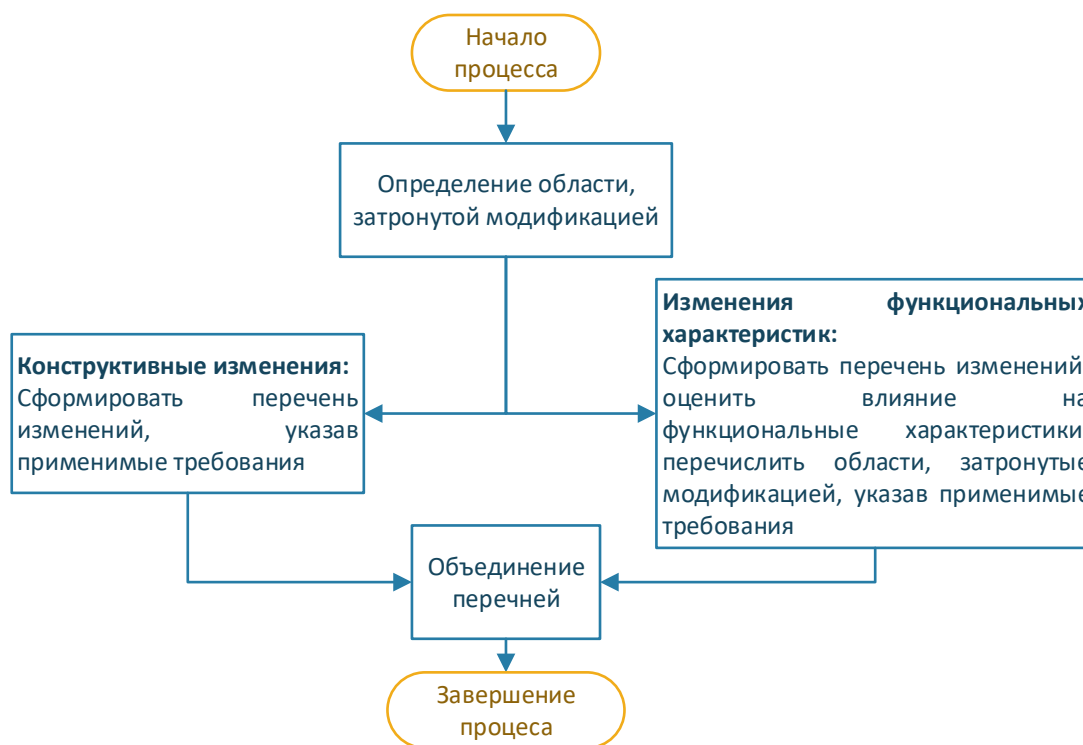 Начало
процесса
Определение области,
затронутой модификацией
Конструктивные изменения:
Сформировать перечень
изменений, указав
применимые требования
Изменения функциональных
характеристик:
Сформировать перечень изменений
оценить влияние на
функциональные характеристики
перечислить области, затронутые
модификацией, указав применимые
требования
Объединение
перечней
Завершение
процеса